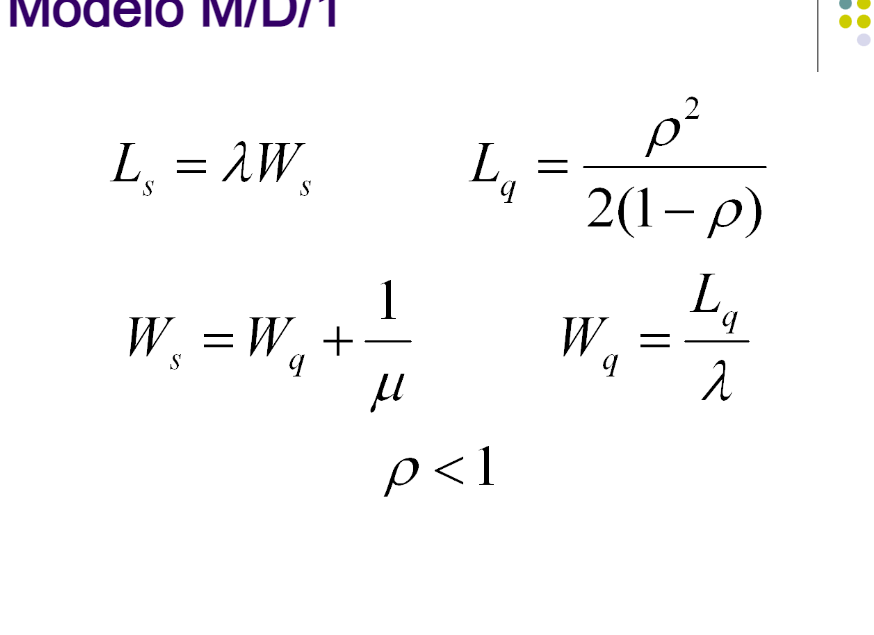 Modelo M/D/1
L_s = λW_s
L_q = ρ^2 / 2(1 − ρ)
W_s = W_q + 1/μ
W_q = L_q / λ
ρ < 1